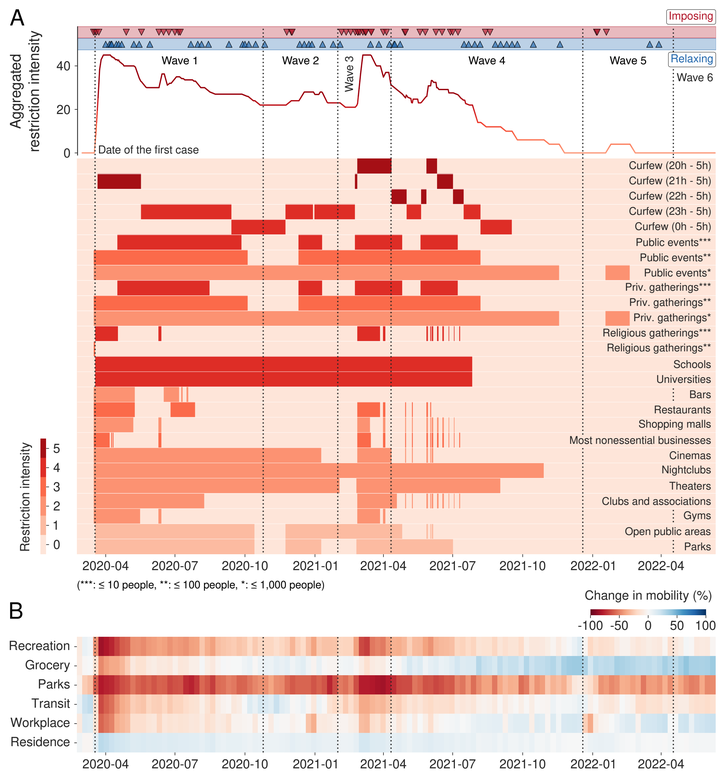 A
Imposing
Relaxing
Aggregated
restriction intensity
40
20
0
Wave 1
Wave 2
Wave 3
Wave 4
Wave 5
Wave 6
Date of the first case
Curfew (20h - 5h)
Curfew (21h - 5h)
Curfew (22h - 5h)
Curfew (23h - 5h)
Curfew (0h - 5h)
Public events***
Public events**
Public events*
Priv. gatherings***
Priv. gatherings**
Priv. gatherings*
Religious gatherings***
Religious gatherings**
Schools
Universities
Bars
Restaurants
Shopping malls
Most nonessential businesses
Cinemas
Nightclubs
Theaters
Clubs and associations
Gyms
Open public areas
Parks
Restriction intensity
5
4
3
2
1
0
2020-04 2020-07 2020-10 2021-01 2021-04 2021-07 2021-10 2022-01 2022-04
(***: ≤ 10 people, **: ≤ 100 people, *: ≤ 1,000 people)
B
Change in mobility (%)
-100 -50 0 50 100
Recreation
Grocery
Parks
Transit
Workplace
Residence
2020-04 2020-07 2020-10 2021-01 2021-04 2021-07 2021-10 2022-01 2022-04